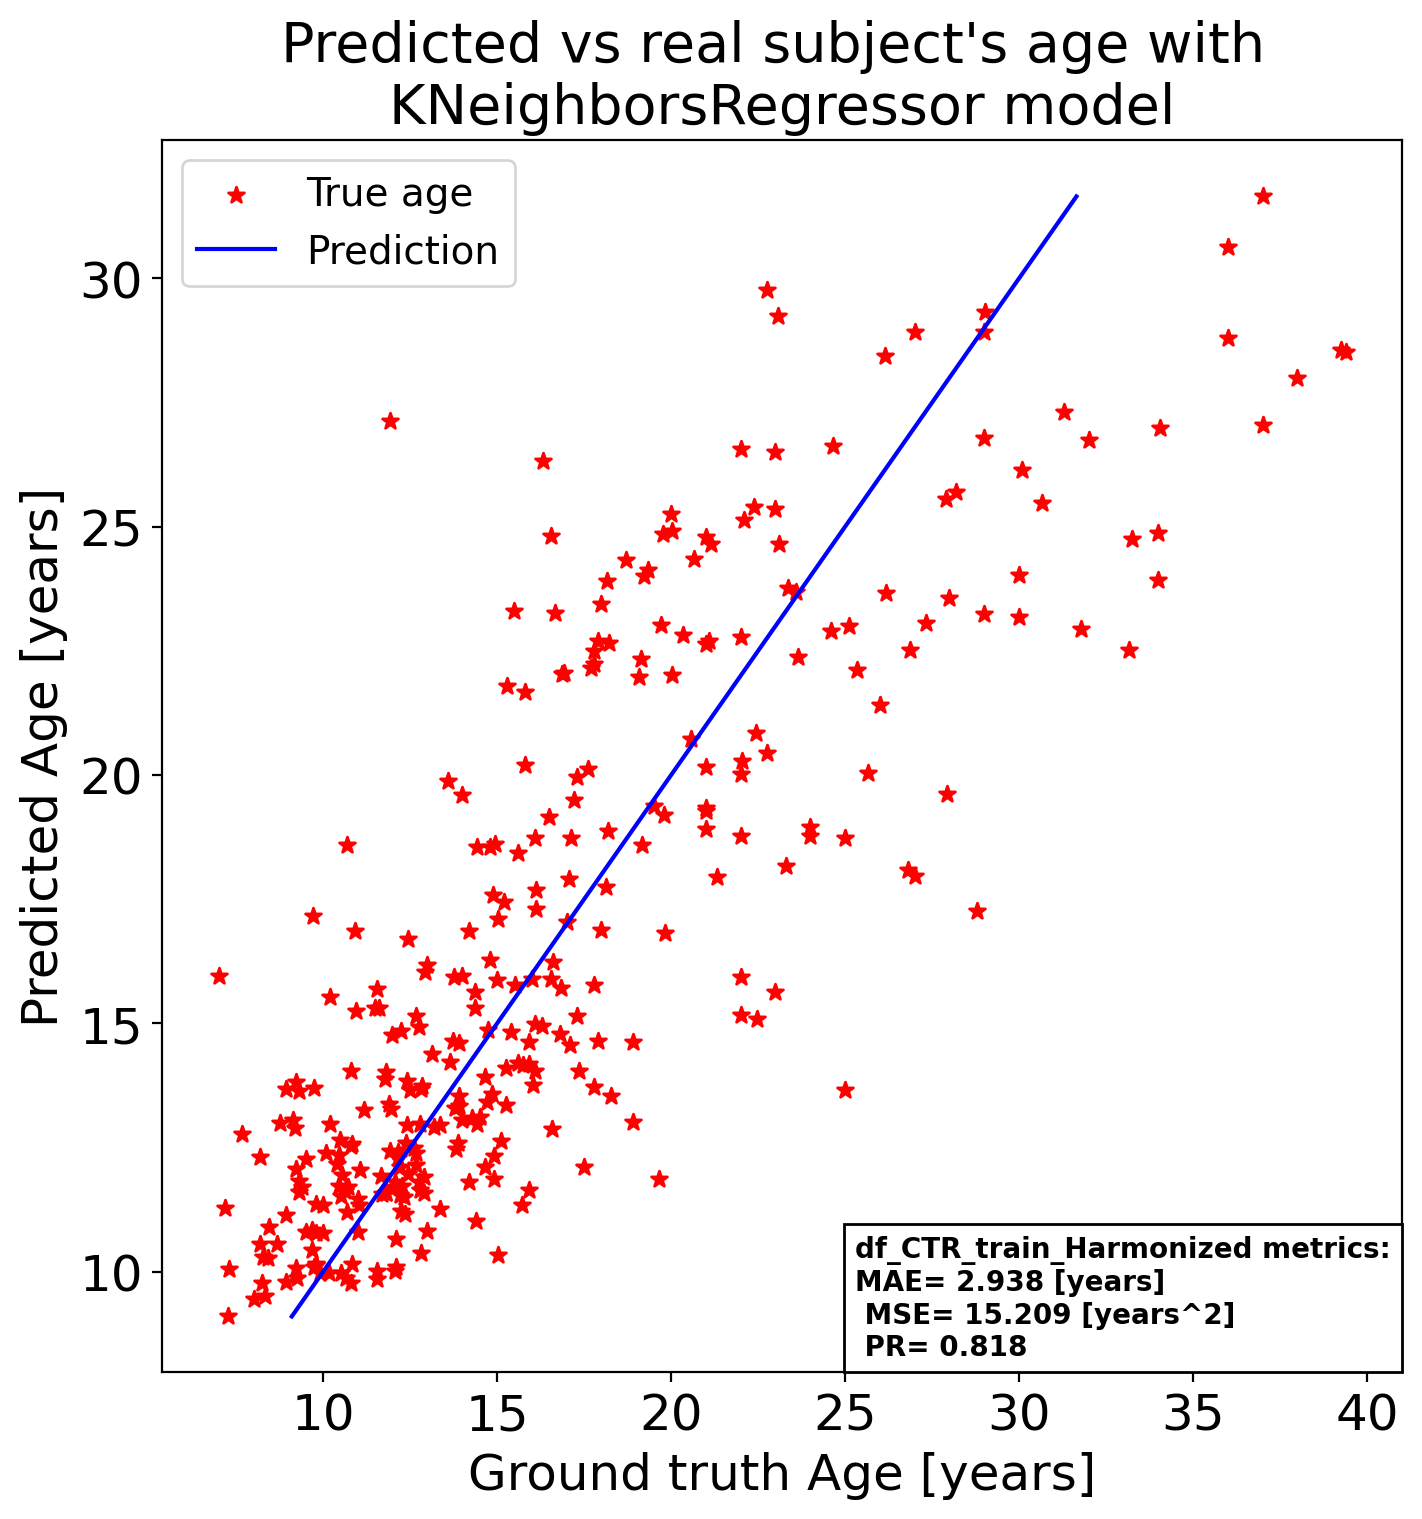 Predicted vs real subject's age with
KNeighborsRegressor model
True age
Prediction
30
25
20
15
10
Predicted Age [years]
df_CTR_train_Harmonized metrics:
MAE= 2.938 [years]
MSE= 15.209 [years^2]
PR= 0.818
10 15 20 25 30 35 40
Ground truth Age [years]